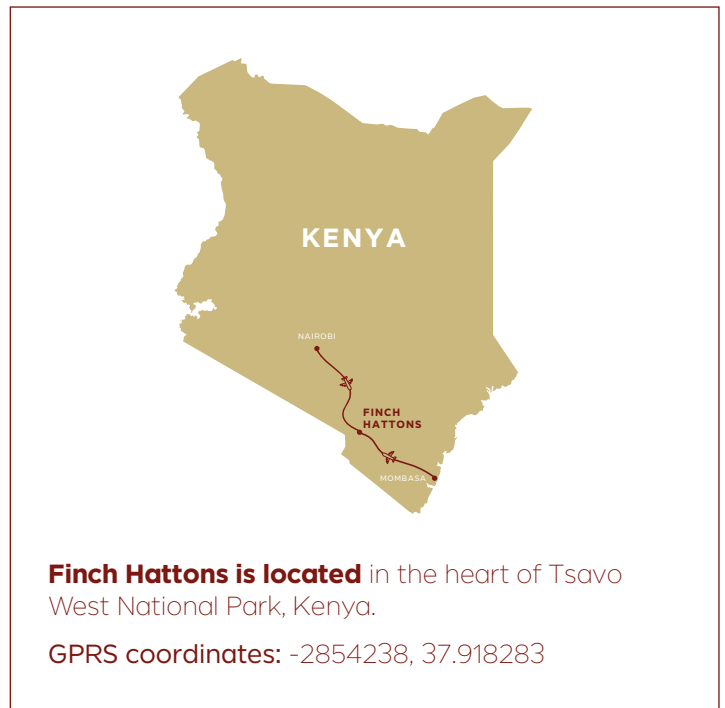 KENYA
NAIROBI
FINCH
HATTONS
MOMBASA
Finch Hattons is located in the heart of Tsavo
West National Park, Kenya.
GPRS coordinates: -2854238, 37.918283